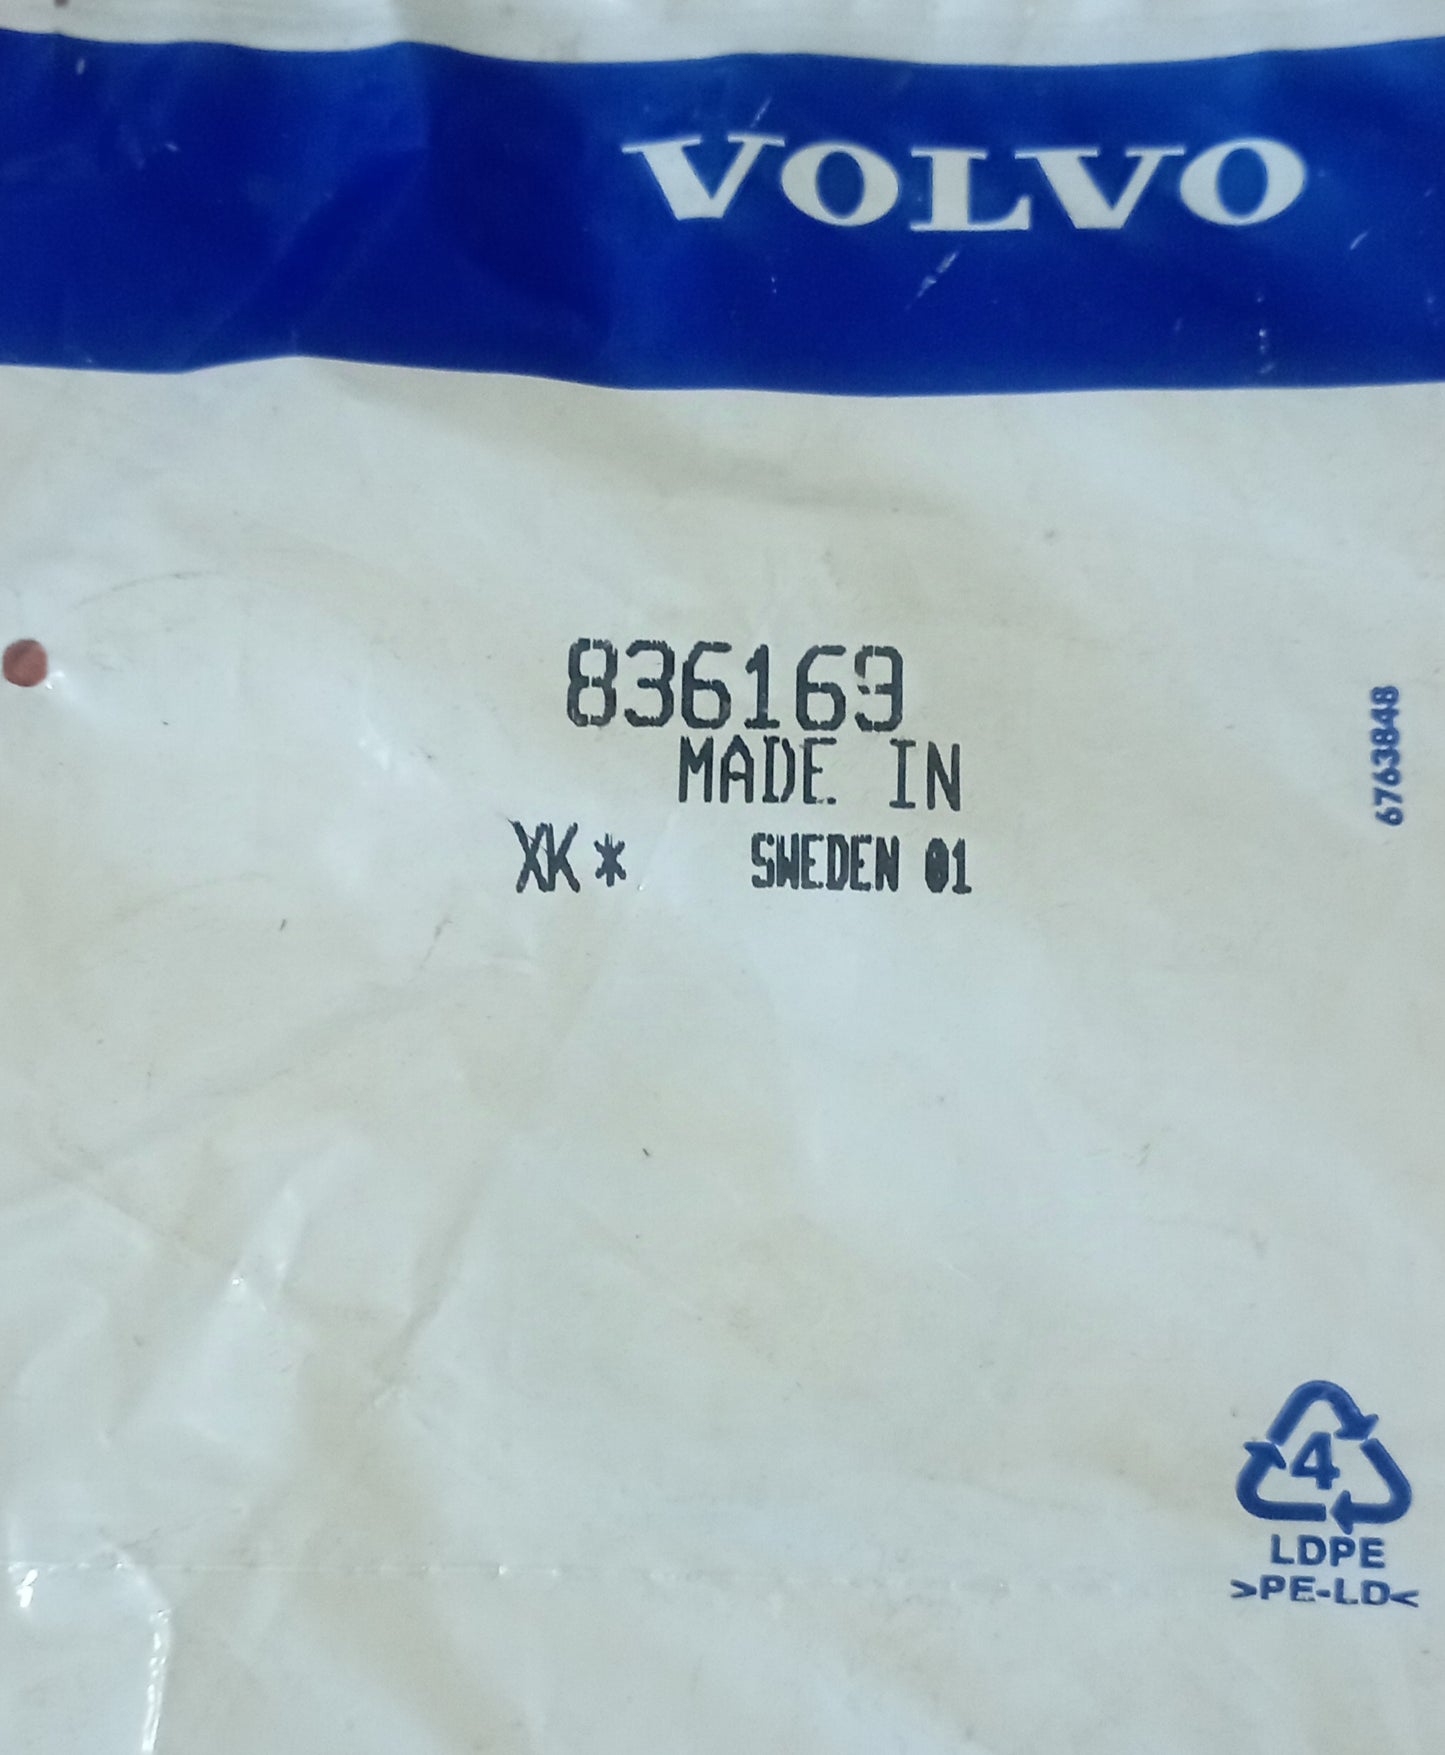 VOLVO
836169
MADE IN
XK* SWEDEN 01
6763848
4
LDPE
>PE-LD<